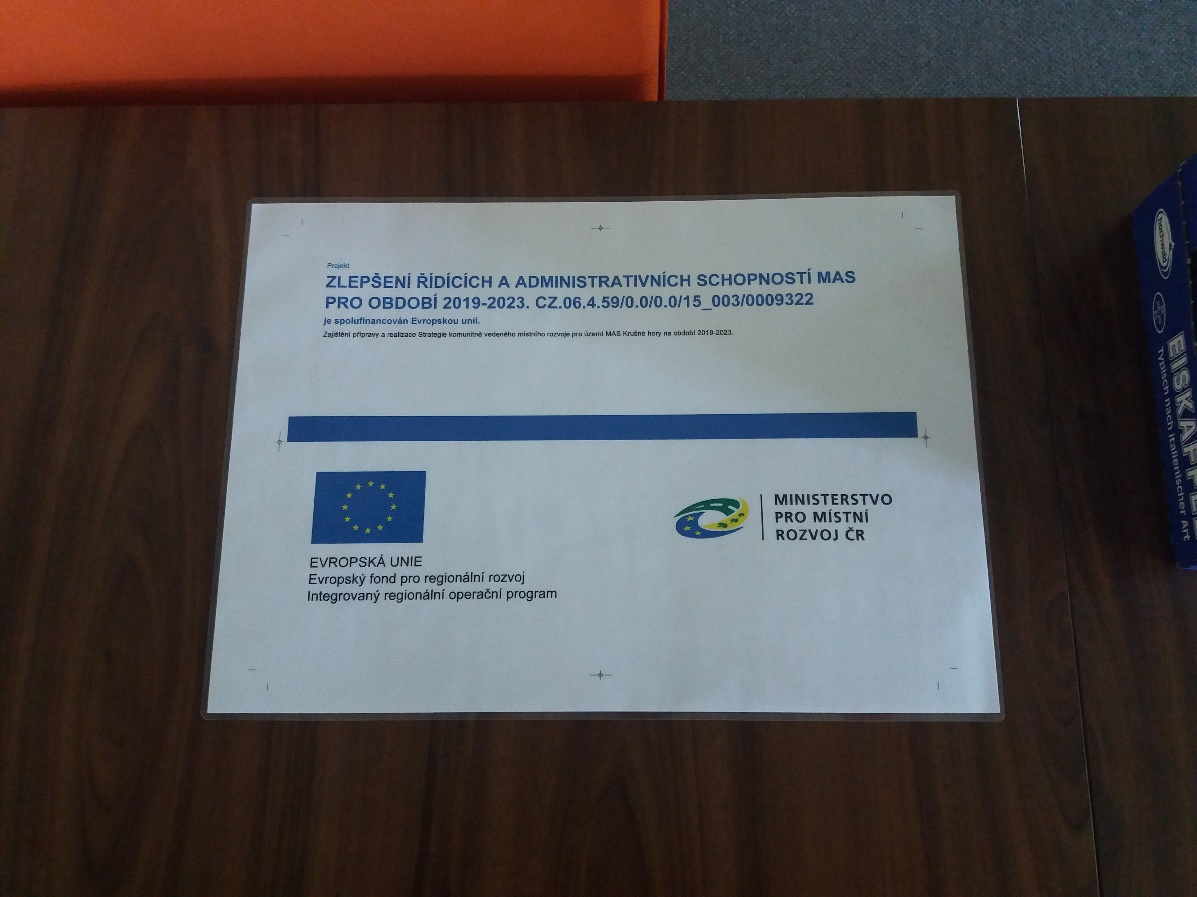 Projekt
ZLEPŠENÍ ŘÍDÍCÍCH A ADMINISTRATIVNÍCH SCHOPNOSTÍ MAS
PRO OBDOBÍ 2019-2023. CZ.06.4.59/0.0/0.0/15_003/0009322
je spolufinancován Evropskou unií.
Zajištění přípravy a realizace Strategie komunitně vedeného místního rozvoje pro území MAS Krušné hory na období 2019-2023.
EVROPSKÁ UNIE
Evropský fond pro regionální rozvoj
Integrovaný regionální operační program
MINISTERSTVO
PRO MÍSTNÍ
ROZVOJ ČR
hochwald
Typisch nach italienischer Art